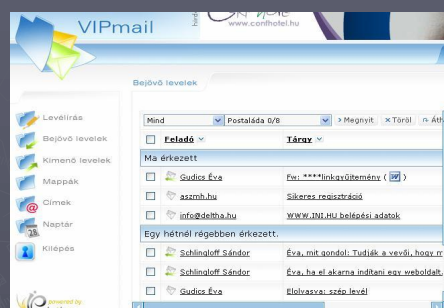 VIPmail
www.confhotel.hu
Bejövő levelek
Levélírás
Bejövő levelek
Kimenő levelek
Mappák
Címek
Naptár
Kilépés
Mind Postaláda 0/8 > Megnyit × Töröl
Feladó Tárgy
Ma érkezett
Gudics Éva Fw: ****linkgyűjtemény ( W )
aszmh.hu Sikeres regisztráció
info@deltha.hu WWW.INI.HU belépési adatok
Egy hétnél régebben érkezett.
Schlingloff Sándor Éva, mit gondol: Tudják a vevői, hogy m
Schlingloff Sándor Éva, ha el akarna indítani egy weboldalt.
Gudics Éva Elolvasva: szép levél
powered by